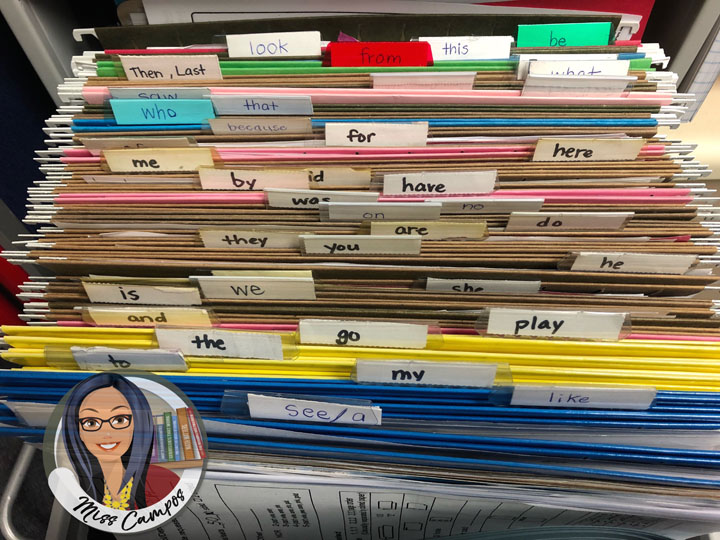 look
from
this
be
Then, Last
what
saw
who
that
because
for
here
me
by
have
was
no
on
do
are
they
you
he
is
we
she
and
the
go
play
to
my
like
see/a
Miss Campos